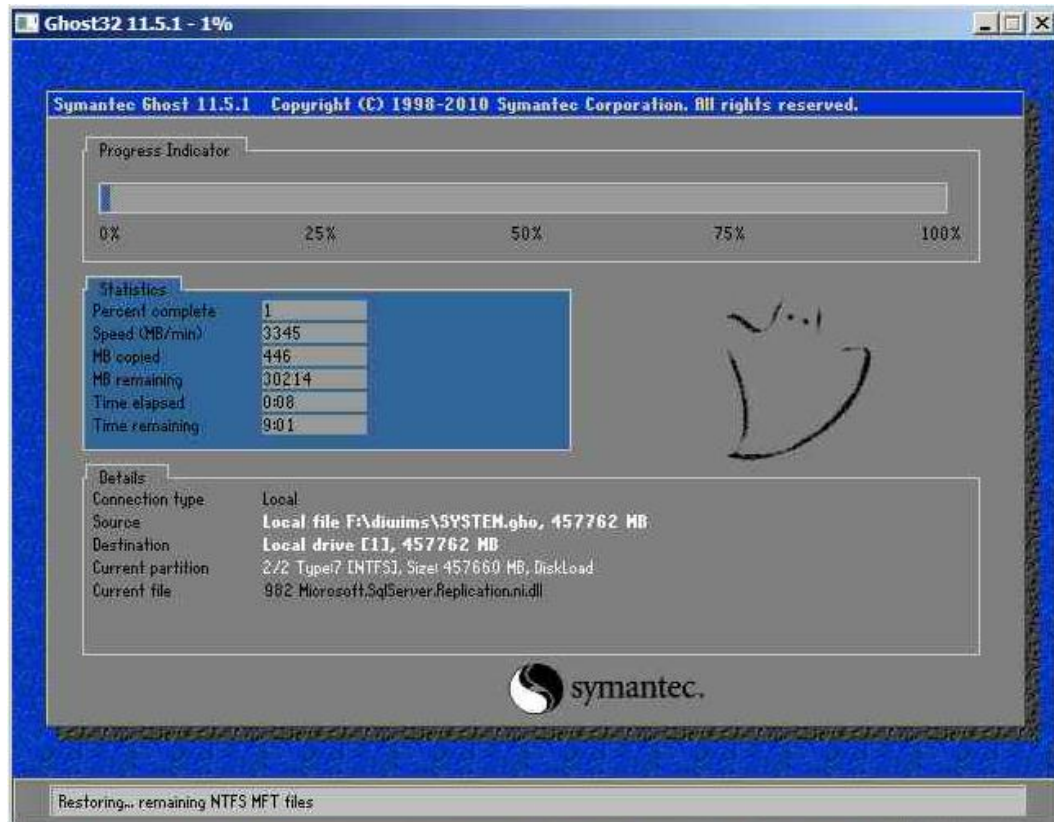 Ghost32 11.5.1 - 1%
Symantec Ghost 11.5.1 Copyright (C) 1998-2010 Symantec Corporation. All rights reserved.
Progress Indicator
0% 25% 50% 75% 100%
Statistics
Percent complete 1
Speed (MB/min) 3345
MB copied 446
MB remaining 30214
Time elapsed 0:08
Time remaining 9:01
Details
Connection type Local
Source Local file F:\diwims\SYSTEM.gho, 457762 MB
Destination Local drive [1], 457762 MB
Current partition 2/2 Type:7 [NTFS], Size: 457660 MB, DiskLoad
Current file 982 Microsoft.SqlServer.Replication.ni.dll
symantec.
Restoring... remaining NTFS MFT files